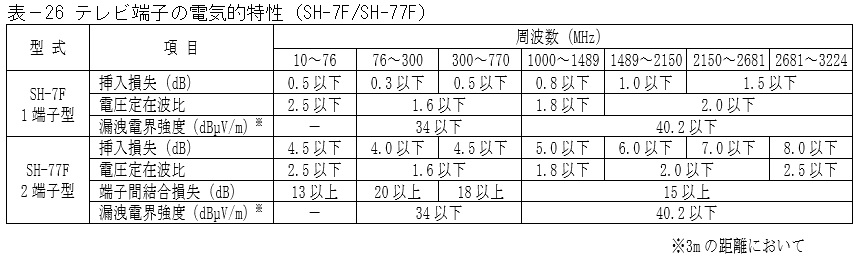 表－26 テレビ端子の電気的特性（SH-7F/SH-77F）
型 式 項 目 周波数（MHz）
10～76 76～300 300～770 1000～1489 1489～2150 2150～2681 2681～3224
SH-7F 1端子型 挿入損失（dB） 0.5以下 0.3以下 0.5以下 0.8以下 1.0以下 1.5以下
電圧定在波比 2.5以下 1.6以下 1.8以下 2.0以下
漏洩電界強度（dBμV/m）※ － 34以下 40.2以下
SH-77F 2端子型 挿入損失（dB） 4.5以下 4.0以下 4.5以下 5.0以下 6.0以下 7.0以下 8.0以下
電圧定在波比 2.5以下 1.6以下 1.8以下 2.0以下 2.5以下
端子間結合損失（dB） 13以上 20以上 18以上 15以上
漏洩電界強度（dBμV/m）※ － 34以下 40.2以下
※3mの距離において